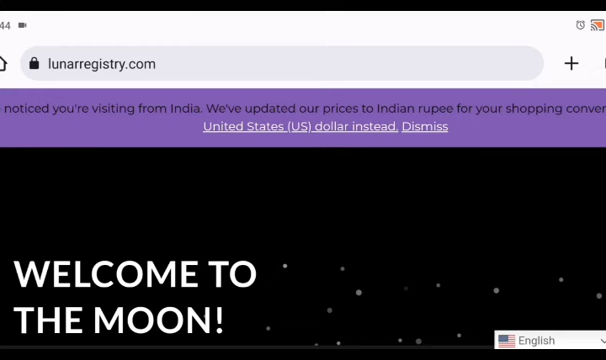 44
lunarregistry.com
noticed you're visiting from India. We've updated our prices to Indian rupee for your shopping
United States (US) dollar instead. Dismiss
WELCOME TO
THE MOON!
English